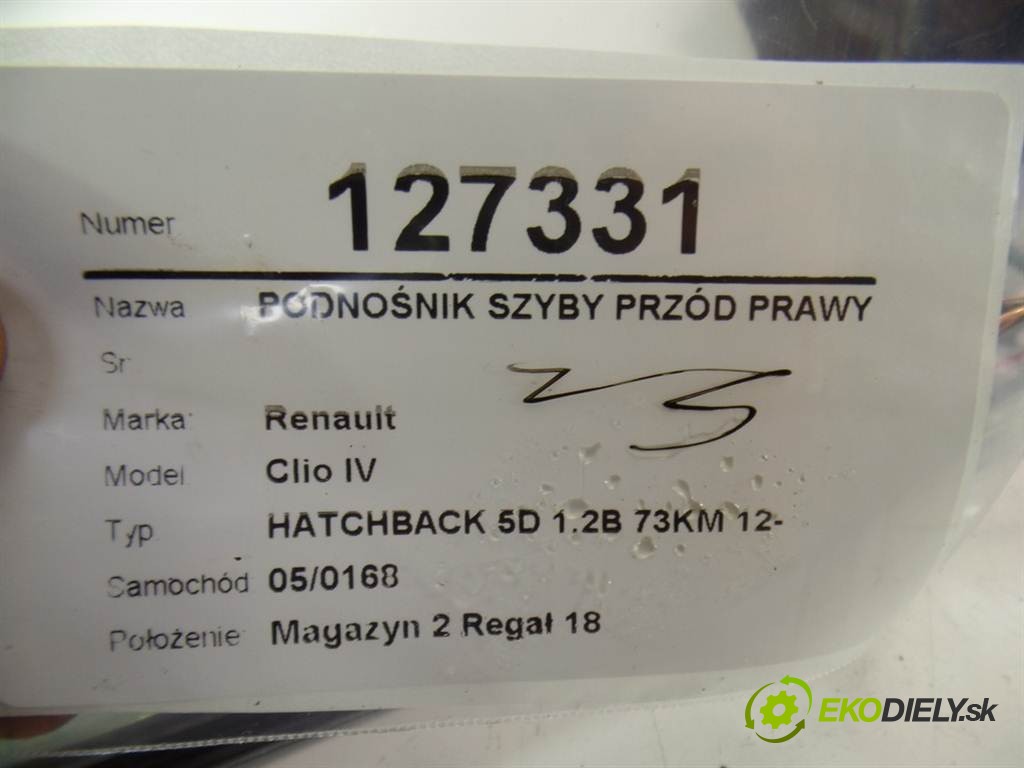 Numer 127331
Nazwa PODNOŚNIK SZYBY PRZÓD PRAWY
Sr
Marka: Renault
Model Clio IV
Typ HATCHBACK 5D 1.2B 73KM 12-
Samochód 05/0168
Położenie: Magazyn 2 Regał 18
EKODIELY.sk